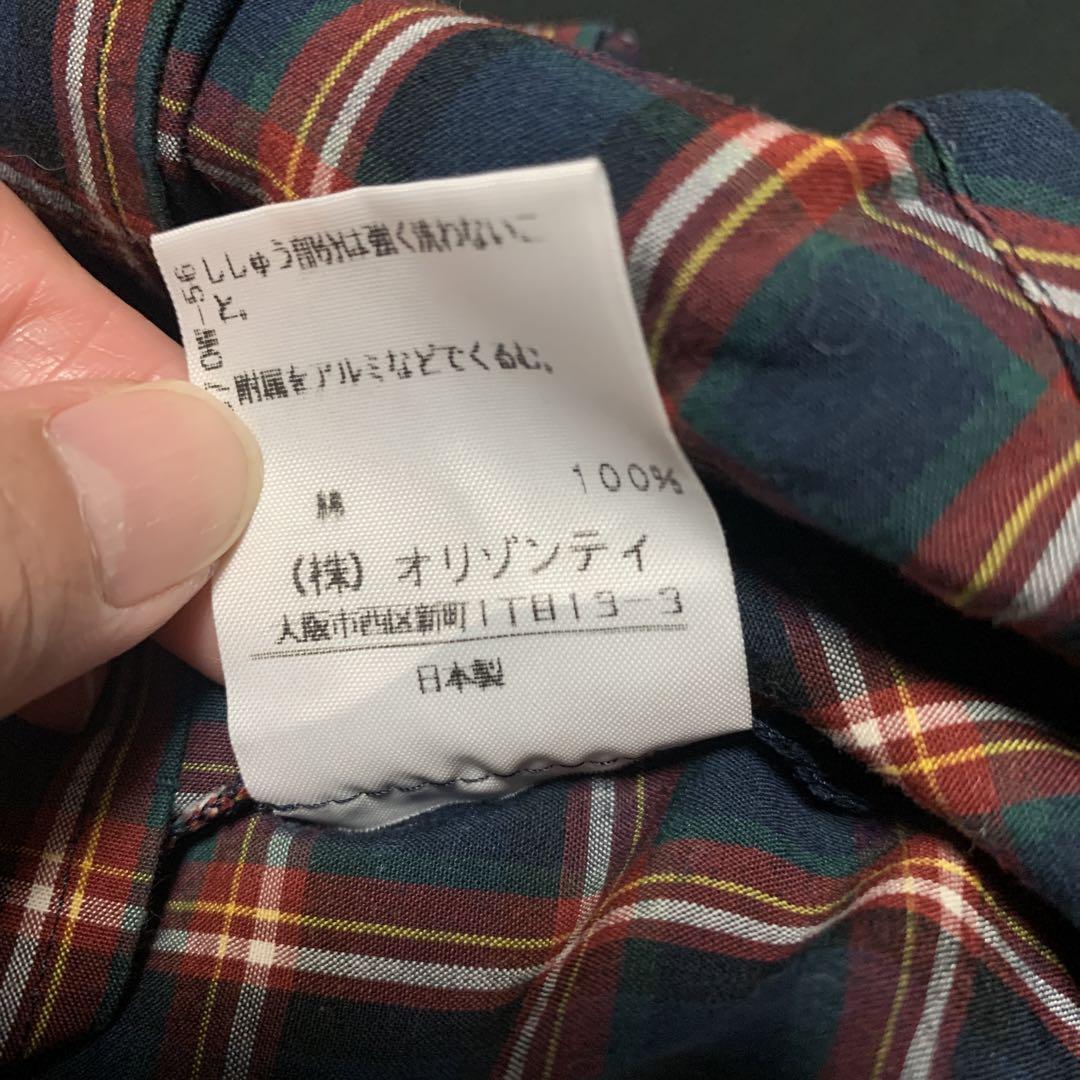 ししゅう部分は強く洗わないこ
と。
附属をアルミなどでくるむ。
綿 100%
(株) オリゾンティ
大阪市西区新町1丁目13-3
日本製